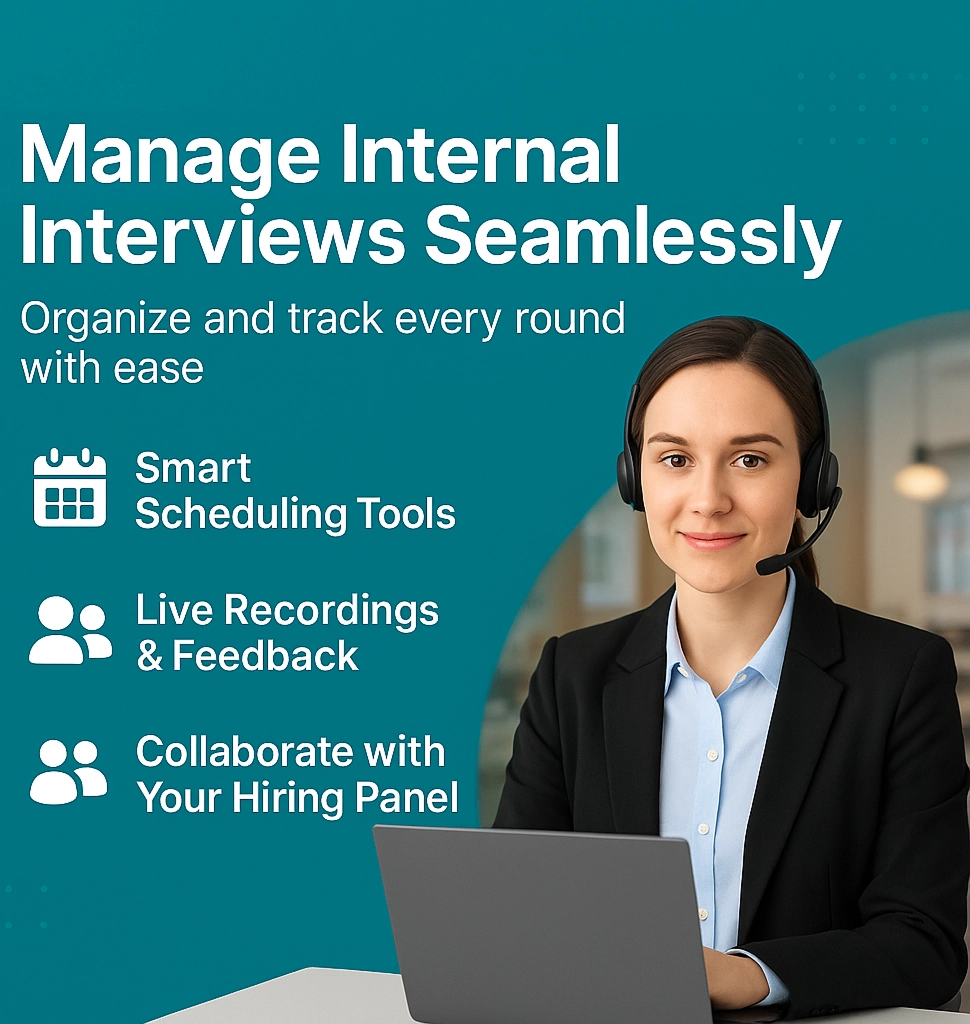 Manage Internal
Interviews Seamlessly
Organize and track every round
with ease
Smart
Scheduling Tools
Live Recordings
& Feedback
Collaborate with
Your Hiring Panel